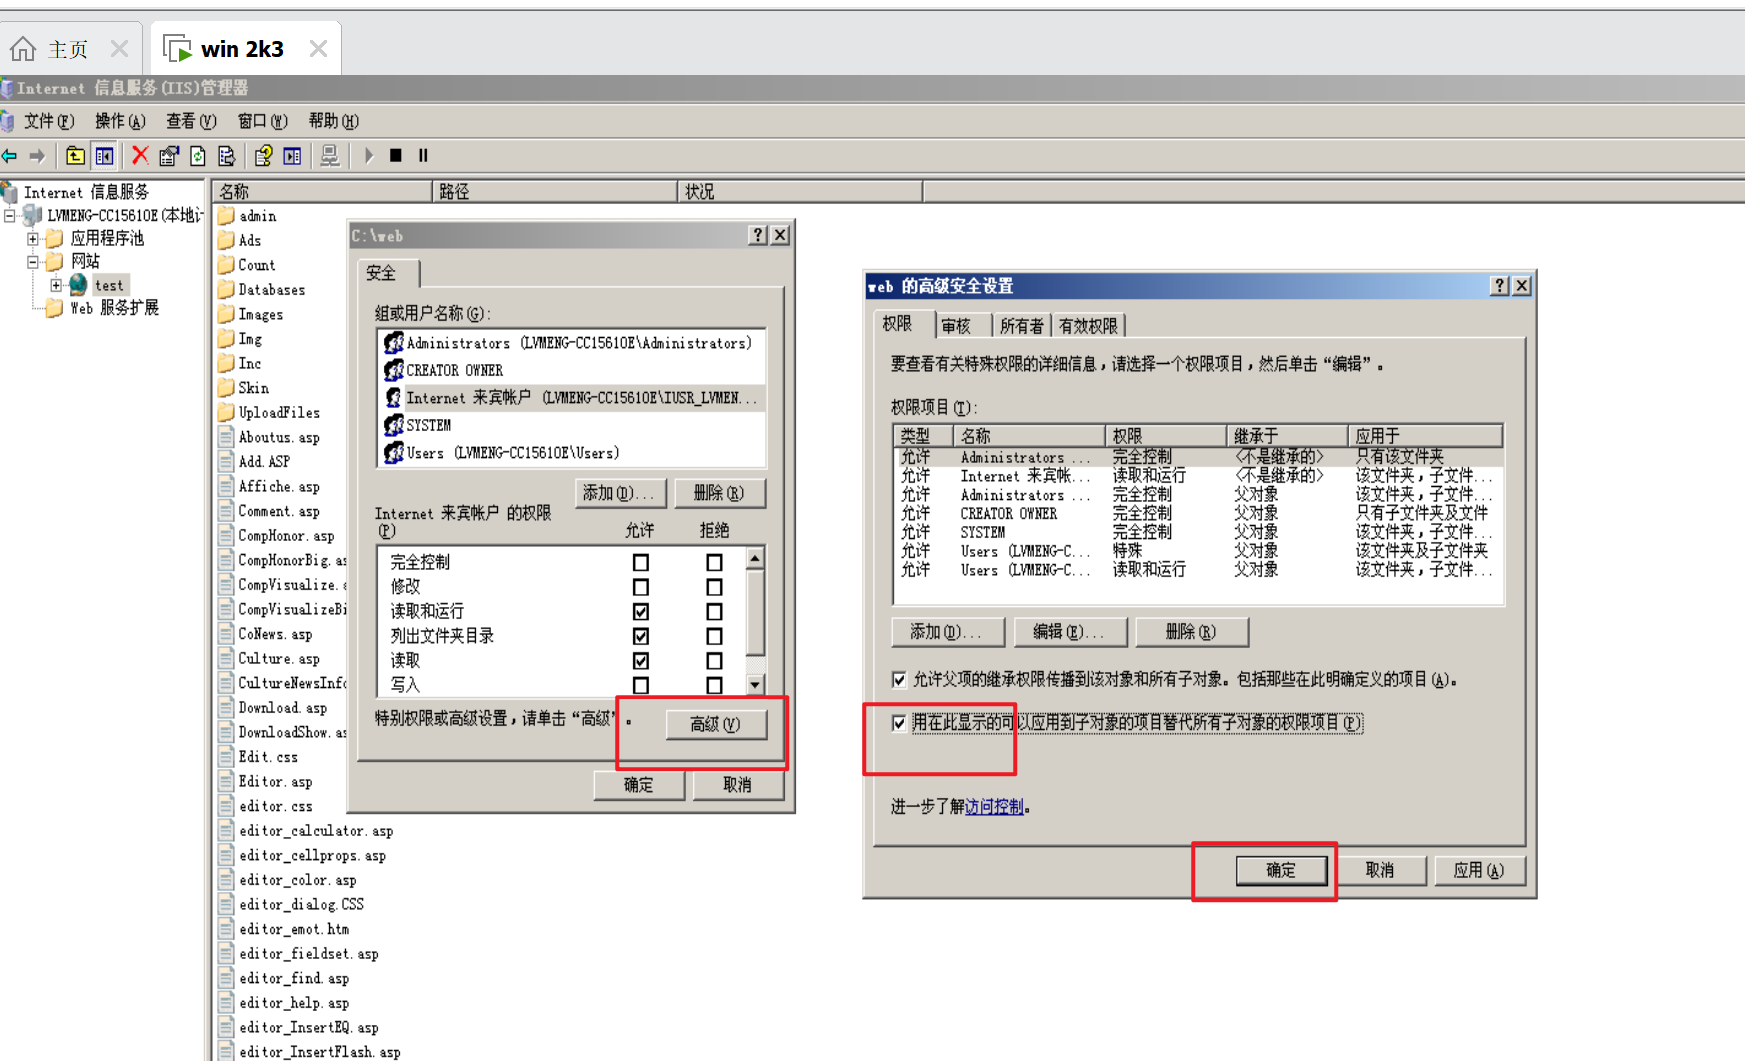 主页
win 2k3
Internet 信息服务(IIS)管理器
文件(F) 操作(A) 查看(V) 窗口(W) 帮助(H)
Internet 信息服务
LVMENG-CC15610E(本地计
应用程序池
网站
test
Web 服务扩展
名称 路径 状况
admin
Ads
Count
Databases
Images
Img
Inc
Skin
UploadFiles
Aboutus.asp
Add.ASP
Affiche.asp
Comment.asp
CompHonor.asp
CompHonorBig.as
CompVisualize.
CompVisualizeBi
CoNews.asp
Culture.asp
CultureNewsInfo
Download.asp
DownloadShow.as
Edit.css
Editor.asp
editor.css
editor_calculator.asp
editor_cellprops.asp
editor_color.asp
editor_dialog.CSS
editor_emot.htm
editor_fieldset.asp
editor_find.asp
editor_help.asp
editor_InsertEQ.asp
editor_InsertFlash.asp
C:\web
安全
组或用户名称(G):
Administrators (LVMENG-CC15610E\Administrators)
CREATOR OWNER
Internet 来宾帐户 (LVMENG-CC15610E\IUSR_LVMEN...
SYSTEM
Users (LVMENG-CC15610E\Users)
添加(D)... 删除(R)
Internet 来宾帐户 的权限
(P) 允许 拒绝
完全控制
修改
读取和运行
列出文件夹目录
读取
写入
特别权限或高级设置,请单击“高级”。
高级(V)
确定 取消
web 的高级安全设置
权限 审核 所有者 有效权限
要查看有关特殊权限的详细信息,请选择一个权限项目,然后单击“编辑”。
权限项目(T):
类型 名称 权限 继承于 应用于
允许 Administrators ... 完全控制 <不是继承的> 只有该文件夹
允许 Internet 来宾帐... 读取和运行 <不是继承的> 该文件夹,子文件...
允许 Administrators ... 完全控制 父对象 该文件夹,子文件...
允许 CREATOR OWNER 完全控制 父对象 只有子文件夹及文件
允许 SYSTEM 完全控制 父对象 该文件夹,子文件...
允许 Users (LVMENG-C... 特殊 父对象 该文件夹及子文件夹
允许 Users (LVMENG-C... 读取和运行 父对象 该文件夹,子文件...
添加(D)... 编辑(E)... 删除(R)
允许父项的继承权限传播到该对象和所有子对象。包括那些在此明确定义的项目(A)。
用在此显示的可以应用到子对象的项目替代所有子对象的权限项目(P)
进一步了解访问控制。
确定 取消 应用(A)